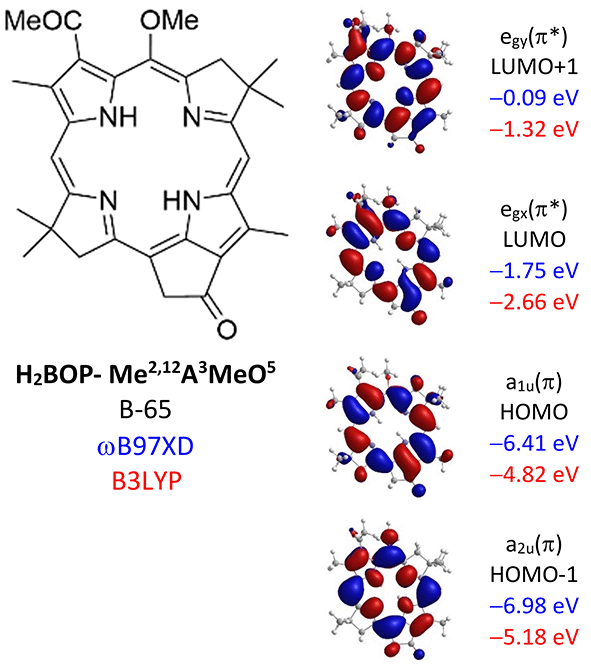 MeOC
OMe
NH
N
N
HN
O
H₂BOP- Me²,¹²A³MeO⁵
B-65
ωB97XD
B3LYP
egy(π*)
LUMO+1
−0.09 eV
−1.32 eV
egx(π*)
LUMO
−1.75 eV
−2.66 eV
a1u(π)
HOMO
−6.41 eV
−4.82 eV
a2u(π)
HOMO-1
−6.98 eV
−5.18 eV